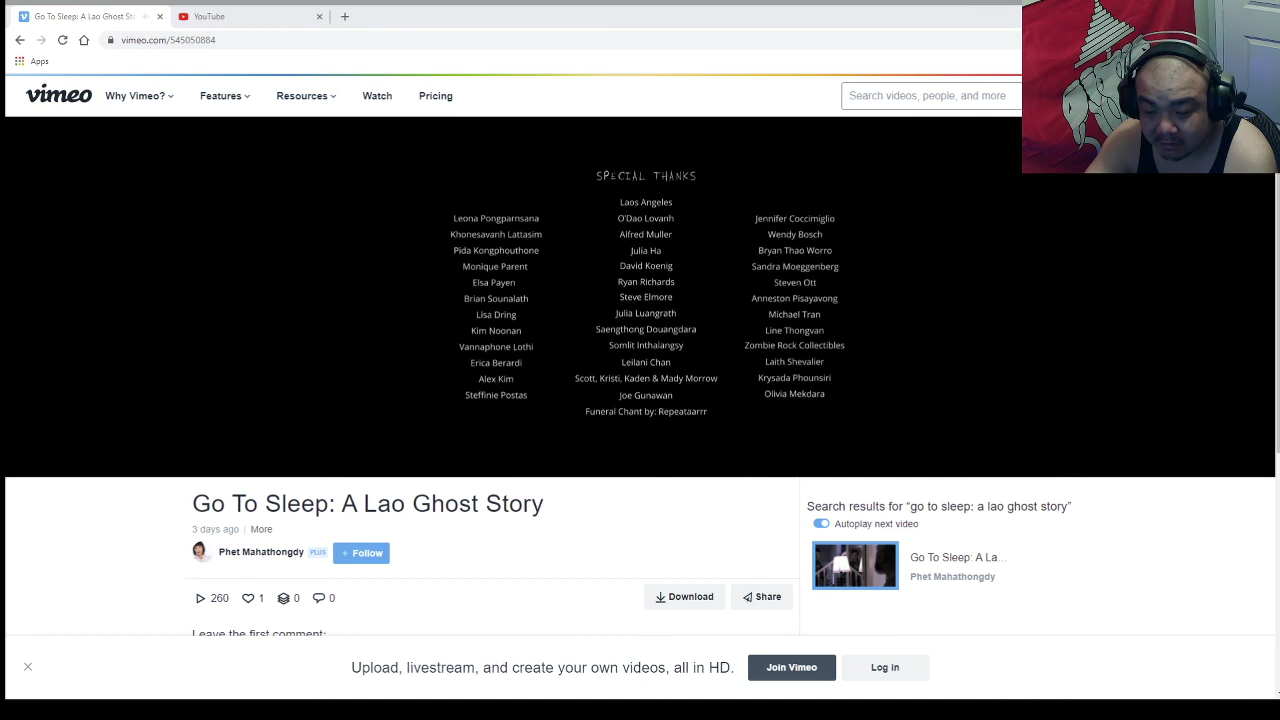 Go To Sleep: A Lao Ghost Sto
YouTube
vimeo.com/545050884
Apps
vimeo
Why Vimeo?
Features
Resources
Watch
Pricing
Search videos, people, and more
SPECIAL THANKS
Leona Pongparnsana
Khonesavanh Lattasim
Pida Kongphouthone
Monique Parent
Elsa Payen
Brian Sounalath
Lisa Dring
Kim Noonan
Vannaphone Lothi
Erica Berardi
Alex Kim
Steffinie Postas
Laos Angeles
O'Dao Lovanh
Alfred Muller
Julia Ha
David Koenig
Ryan Richards
Steve Elmore
Julia Luangrath
Saengthong Douangdara
Somlit Inthalangsy
Leilani Chan
Scott, Kristi, Kaden & Mady Morrow
Joe Gunawan
Funeral Chant by: Repeataarrr
Jennifer Coccimiglio
Wendy Bosch
Bryan Thao Worro
Sandra Moeggenberg
Steven Ott
Anneston Pisayavong
Michael Tran
Line Thongvan
Zombie Rock Collectibles
Laith Shevalier
Krysada Phounsiri
Olivia Mekdara
Go To Sleep: A Lao Ghost Story
3 days ago | More
Phet Mahathongdy PLUS + Follow
260 1 0 0
Download
Share
Leave the first comment:
Search results for “go to sleep: a lao ghost story”
Autoplay next video
Go To Sleep: A La...
Phet Mahathongdy
Upload, livestream, and create your own videos, all in HD.
Join Vimeo
Log in